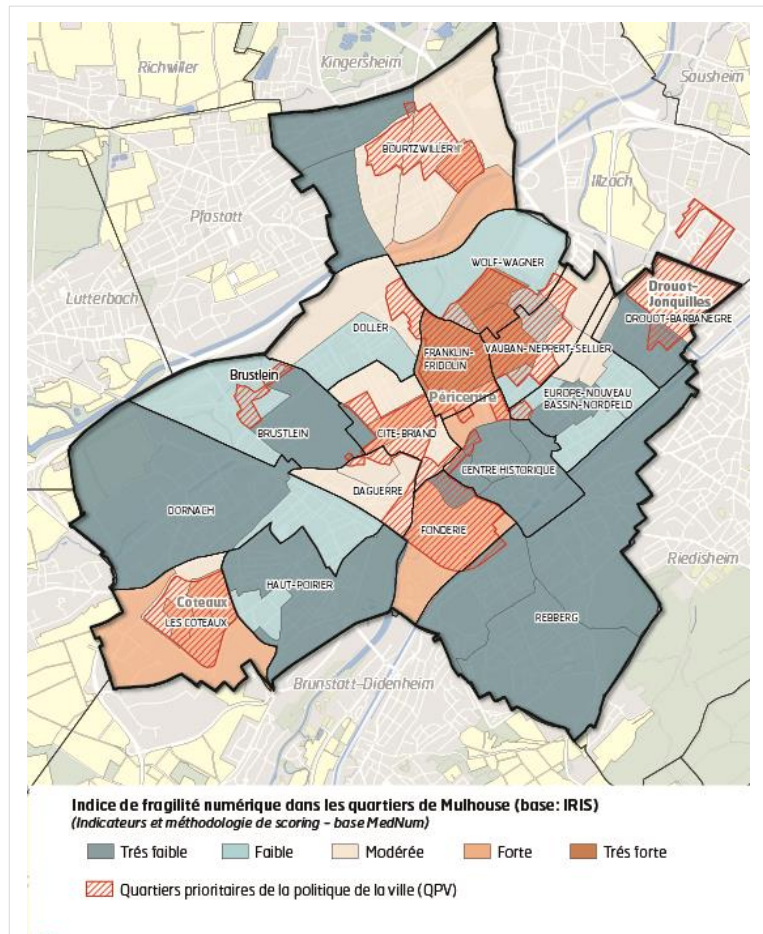 Richwiller
Kingersheim
Sausheim
BOURTZWILLER
Illzach
Pfastatt
WOLF-WAGNER
Drouot-
Jonquilles
Lutterbach
DROUOT-BARBANEGRE
DOLLER
FRANKLIN-
FRIDOLIN
VAUBAN-NEPPERT-SELLIER
Brustlein
Péricentre
EUROPE-NOUVEAU
BASSIN-NORDFELD
BRUSTLEIN
CITE-BRIAND
CENTRE HISTORIQUE
DAGUERRE
DORNACH
FONDERIE
Riedisheim
HAUT-POIRIER
Coteaux
LES COTEAUX
REBBERG
Brunstatt-Didenheim
Indice de fragilité numérique dans les quartiers de Mulhouse (base: IRIS)
(Indicateurs et méthodologie de scoring – base MedNum)
Trés faible
Faible
Modérée
Forte
Trés forte
Quartiers prioritaires de la politique de la ville (QPV)